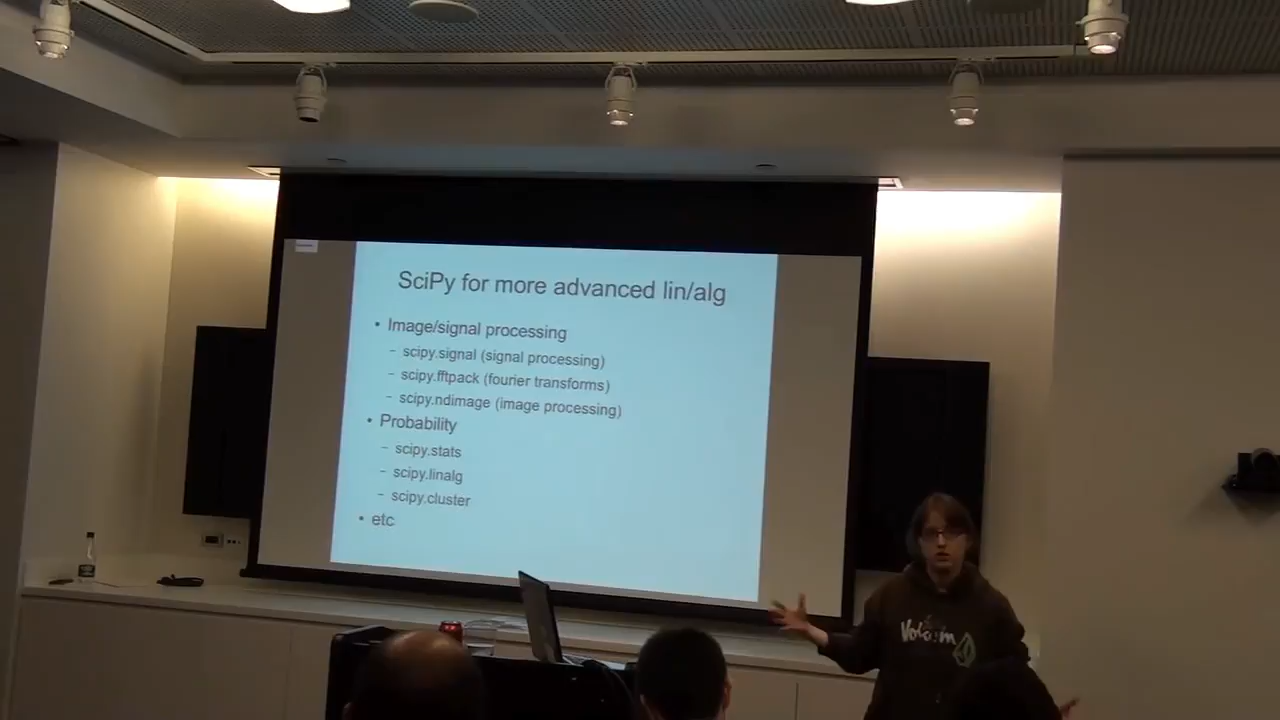 SciPy for more advanced lin/alg
• Image/signal processing
– scipy.signal (signal processing)
– scipy.fftpack (fourier transforms)
– scipy.ndimage (image processing)
• Probability
– scipy.stats
– scipy.linalg
– scipy.cluster
• etc
Volcom